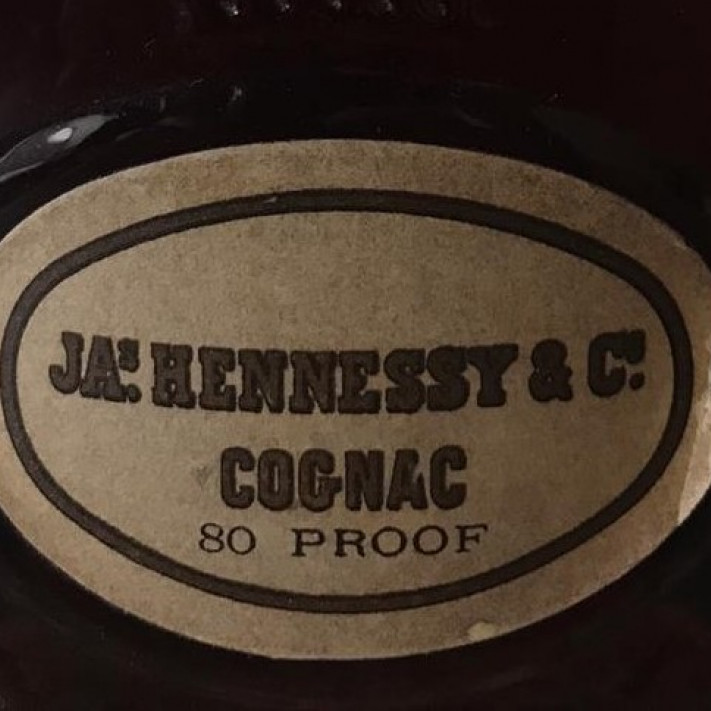 JAS. HENNESSY & Co.
COGNAC
80 PROOF